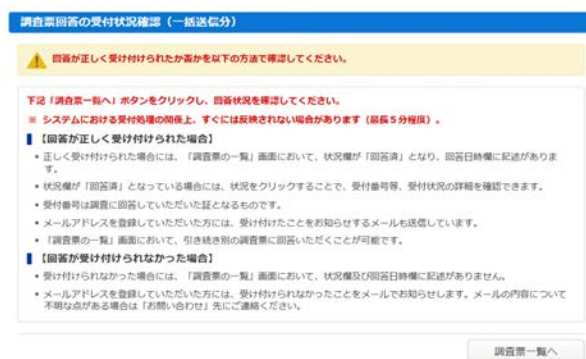 調査票回答の受付状況確認（一括送信分）
回答が正しく受け付けられたか否かを以下の方法で確認してください。
下記「調査票一覧へ」ボタンをクリックし、回答状況を確認してください。
※ システムにおける受付処理の関係上、すぐには反映されない場合があります（最長５分程度）。
【回答が正しく受け付けられた場合】
▪ 正しく受け付けられた場合には、「調査票の一覧」画面において、状況欄が「回答済」となり、回答日時欄に記述がありま
す。
▪ 状況欄が「回答済」となっている場合には、状況をクリックすることで、受付番号等、受付状況の詳細を確認できます。
▪ 受付番号は調査に回答していただいた証となるものです。
▪ メールアドレスを登録していただいた方には、受け付けたことをお知らせするメールも送信しています。
▪ 「調査票の一覧」画面において、引き続き別の調査票に回答いただくことが可能です。
【回答が受け付けられなかった場合】
▪ 受け付けられなかった場合には、「調査票の一覧」画面において、状況欄及び回答日時欄に記述がありません。
▪ メールアドレスを登録していただいた方には、受け付けられなかったことをメールでお知らせします。メールの内容について
不明な点がある場合は「お問い合わせ」先にご連絡ください。
調査票一覧へ